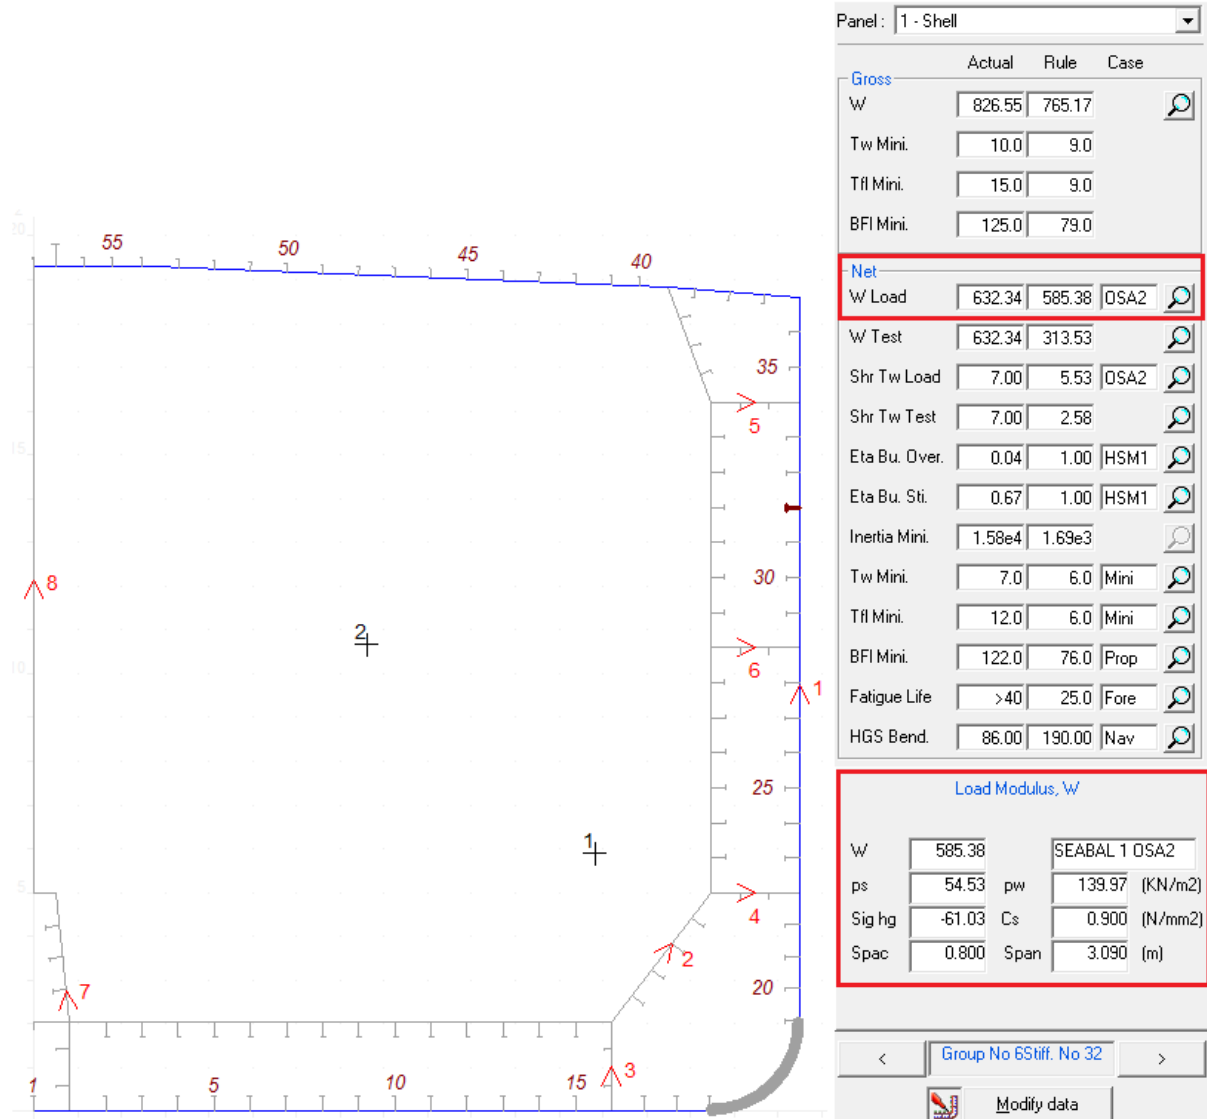 Panel : 1 - Shell
Actual Rule Case
Gross
W 826.55 765.17
Tw Mini. 10.0 9.0
Tfl Mini. 15.0 9.0
BFl Mini. 125.0 79.0
Net
W Load 632.34 585.38 OSA2
W Test 632.34 313.53
Shr Tw Load 7.00 5.53 OSA2
Shr Tw Test 7.00 2.58
Eta Bu. Over. 0.04 1.00 HSM1
Eta Bu. Sti. 0.67 1.00 HSM1
Inertia Mini. 1.58e4 1.69e3
Tw Mini. 7.0 6.0 Mini
Tfl Mini. 12.0 6.0 Mini
BFl Mini. 122.0 76.0 Prop
Fatigue Life >40 25.0 Fore
HGS Bend. 86.00 190.00 Nav
Load Modulus, W
W 585.38 SEABAL 1 OSA2
ps 54.53 pw 139.97 (KN/m2)
Sig hg -61.03 Cs 0.900 (N/mm2)
Spac 0.800 Span 3.090 (m)
< Group No 6Stiff. No 32 >
Modify data
z
20
55
50
45
40
35
5
15
30
8
2
6
10
1
25
1
5
4
2
20
7
3
1
5
10
15